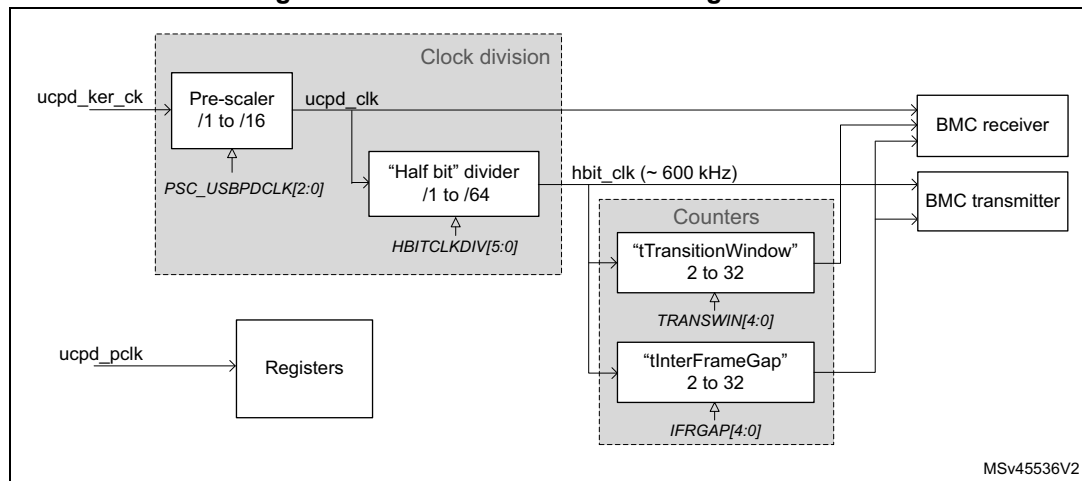 Clock division
ucpd_ker_ck
Pre-scaler
/1 to /16
ucpd_clk
PSC_USBPDCLK[2:0]
“Half bit” divider
/1 to /64
HBITCLKDIV[5:0]
hbit_clk (~ 600 kHz)
BMC receiver
BMC transmitter
Counters
“tTransitionWindow”
2 to 32
TRANSWIN[4:0]
“tInterFrameGap”
2 to 32
IFRGAP[4:0]
ucpd_pclk
Registers
MSv45536V2